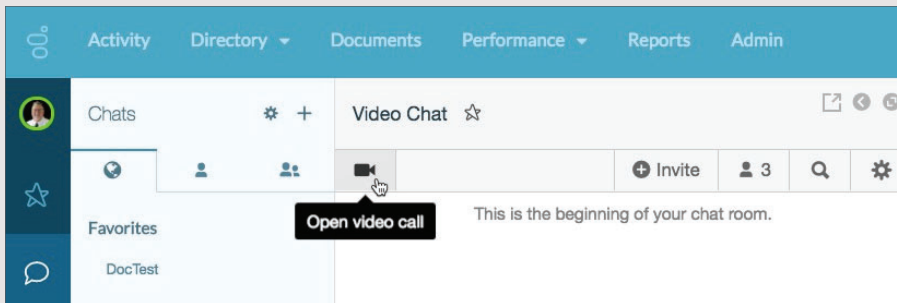 Activity Directory Documents Performance Reports Admin
Chats
Video Chat
Invite 3
Open video call
This is the beginning of your chat room.
Favorites
DocTest